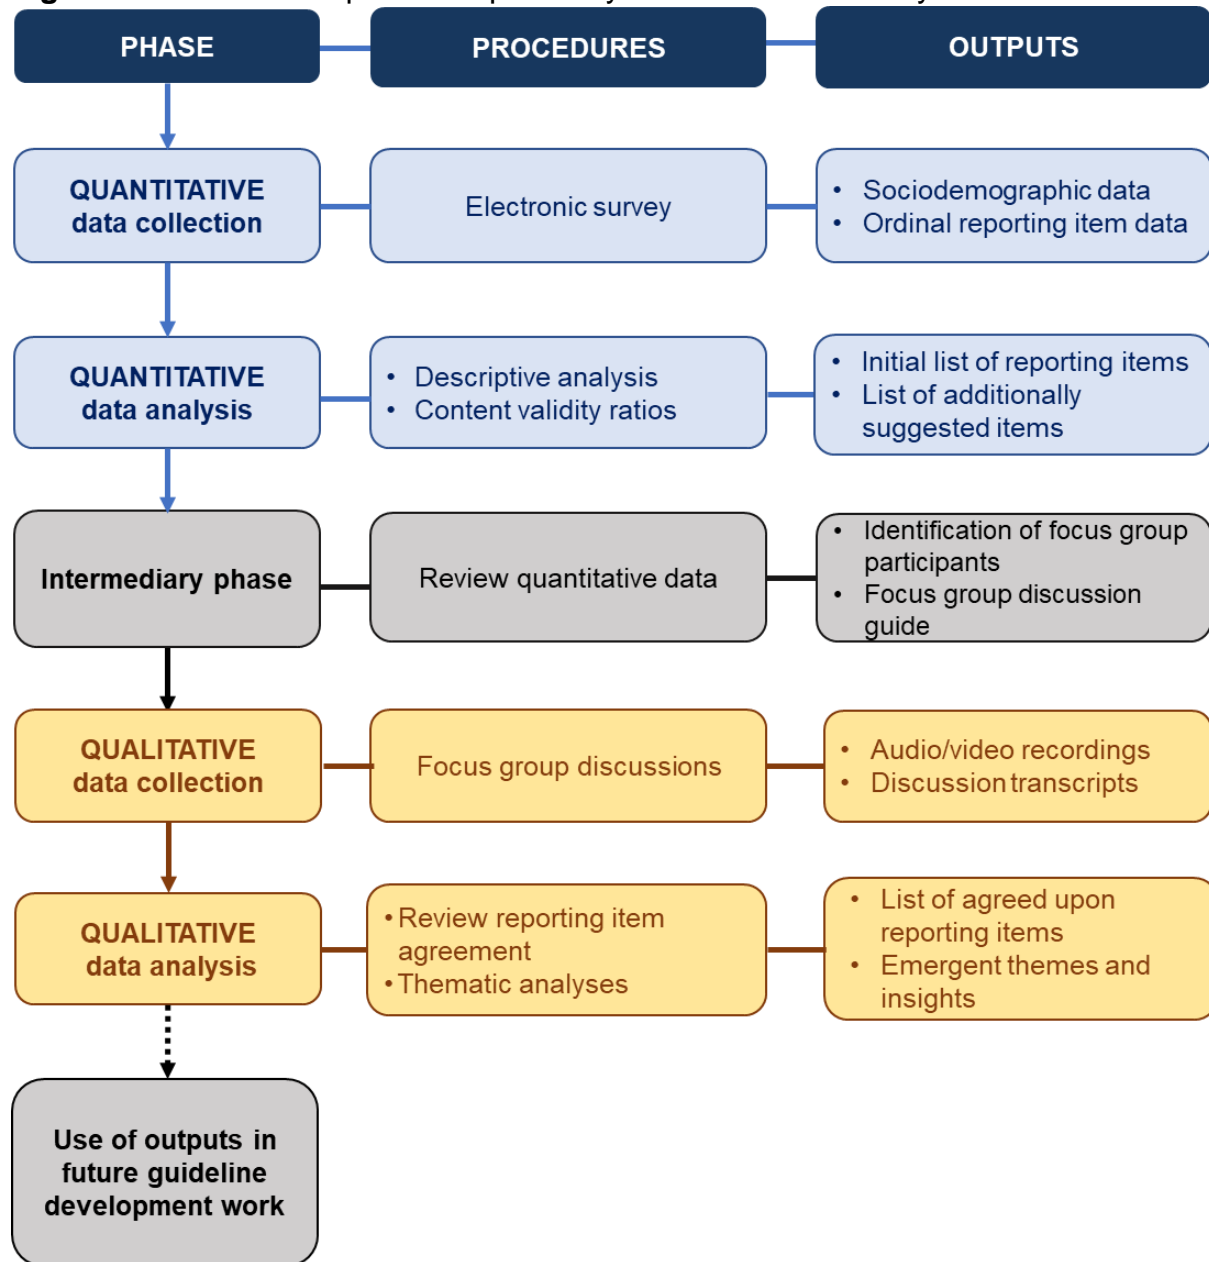 PHASE
PROCEDURES
OUTPUTS
QUANTITATIVE
data collection
Electronic survey
• Sociodemographic data
• Ordinal reporting item data
QUANTITATIVE
data analysis
• Descriptive analysis
• Content validity ratios
• Initial list of reporting items
• List of additionally
suggested items
Intermediary phase
Review quantitative data
• Identification of focus group
participants
• Focus group discussion
guide
QUALITATIVE
data collection
Focus group discussions
• Audio/video recordings
• Discussion transcripts
QUALITATIVE
data analysis
• Review reporting item
agreement
• Thematic analyses
• List of agreed upon
reporting items
• Emergent themes and
insights
Use of outputs in
future guideline
development work